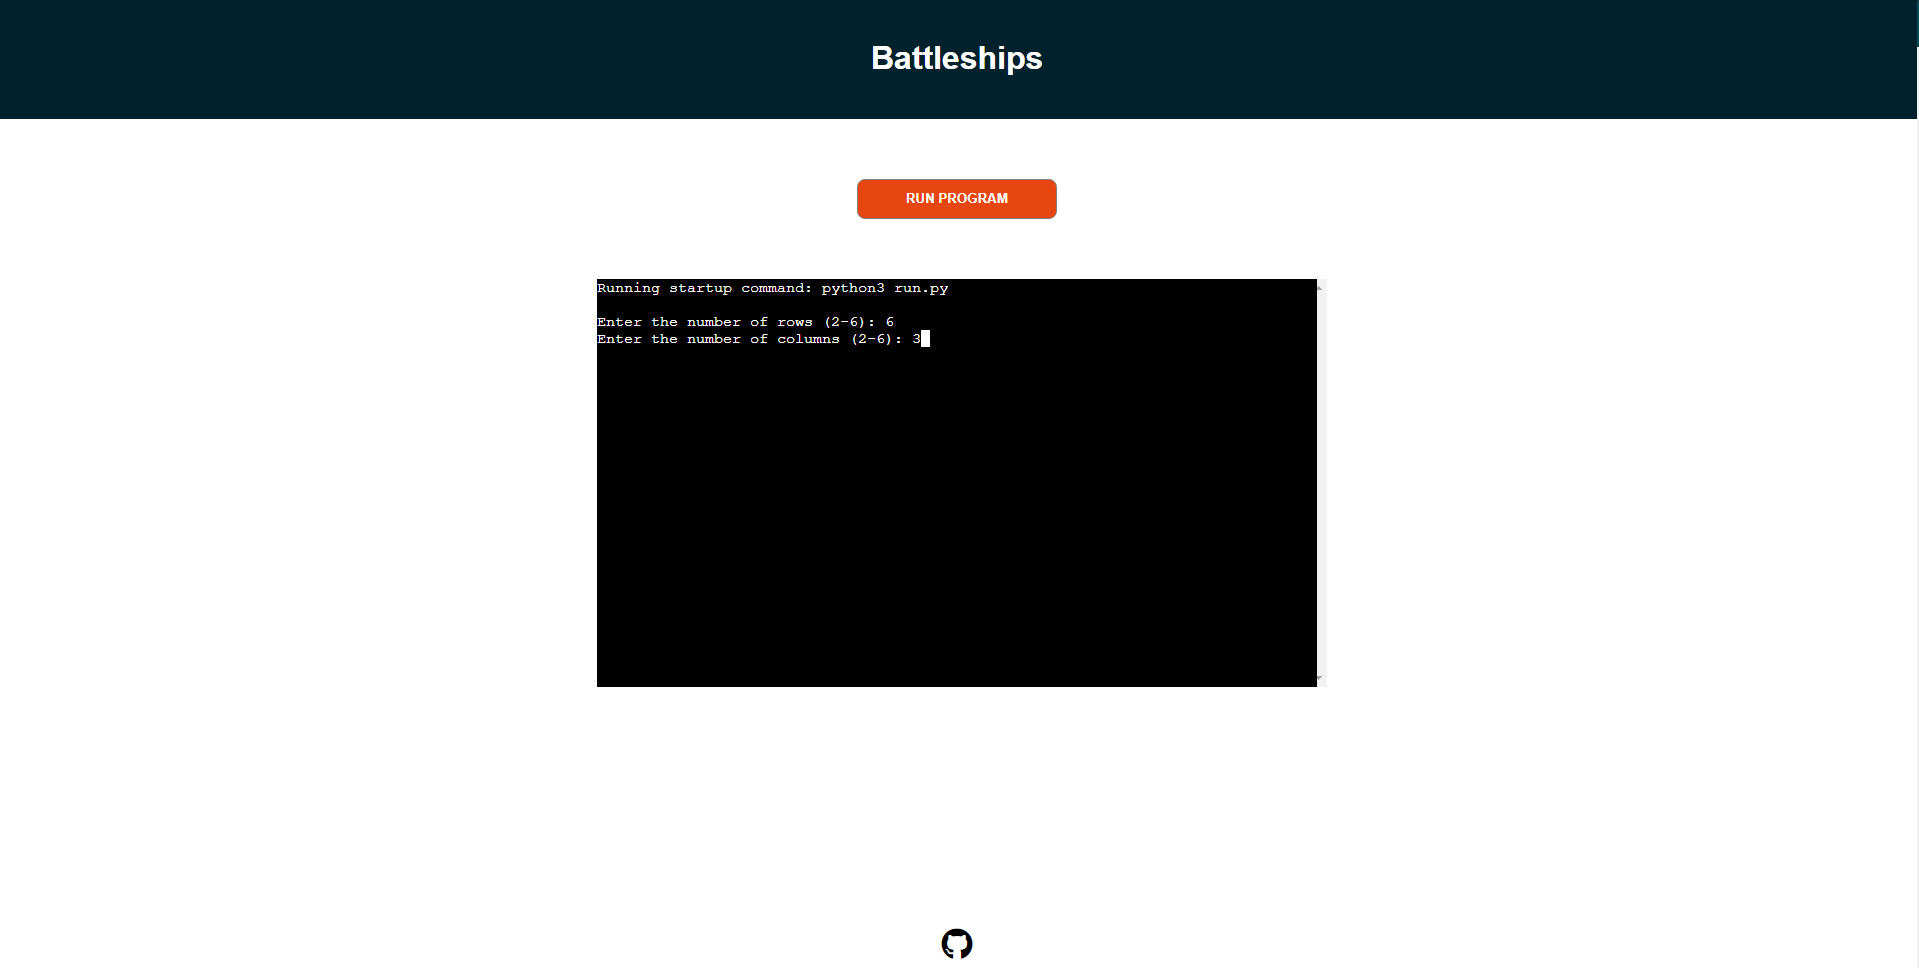 Battleships
RUN PROGRAM
Running startup command: python3 run.py
Enter the number of rows (2-6): 6
Enter the number of columns (2-6): 3